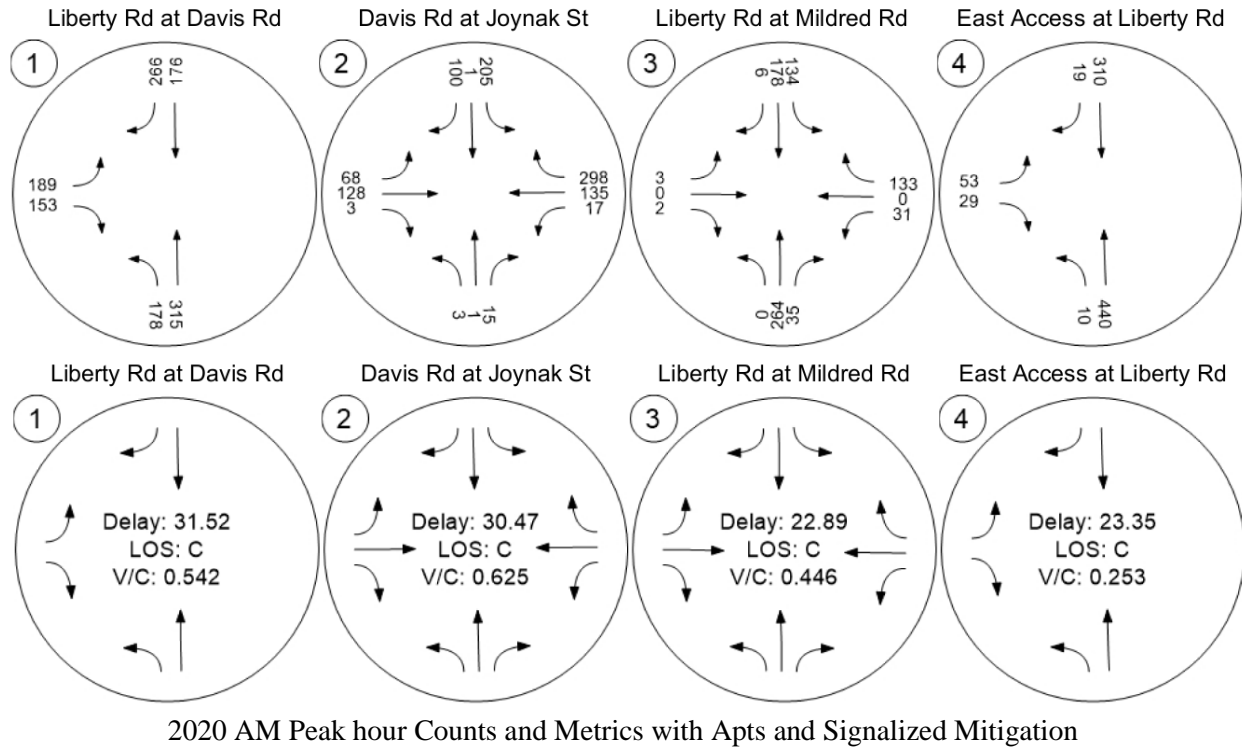 Liberty Rd at Davis Rd
Davis Rd at Joynak St
Liberty Rd at Mildred Rd
East Access at Liberty Rd
1
266
176
189
153
178
315
2
100
1
205
68
128
3
298
135
17
3
1
15
3
6
178
134
3
0
2
133
0
31
0
264
35
4
19
310
53
29
10
440
Liberty Rd at Davis Rd
Davis Rd at Joynak St
Liberty Rd at Mildred Rd
East Access at Liberty Rd
1
Delay: 31.52
LOS: C
V/C: 0.542
2
Delay: 30.47
LOS: C
V/C: 0.625
3
Delay: 22.89
LOS: C
V/C: 0.446
4
Delay: 23.35
LOS: C
V/C: 0.253
2020 AM Peak hour Counts and Metrics with Apts and Signalized Mitigation